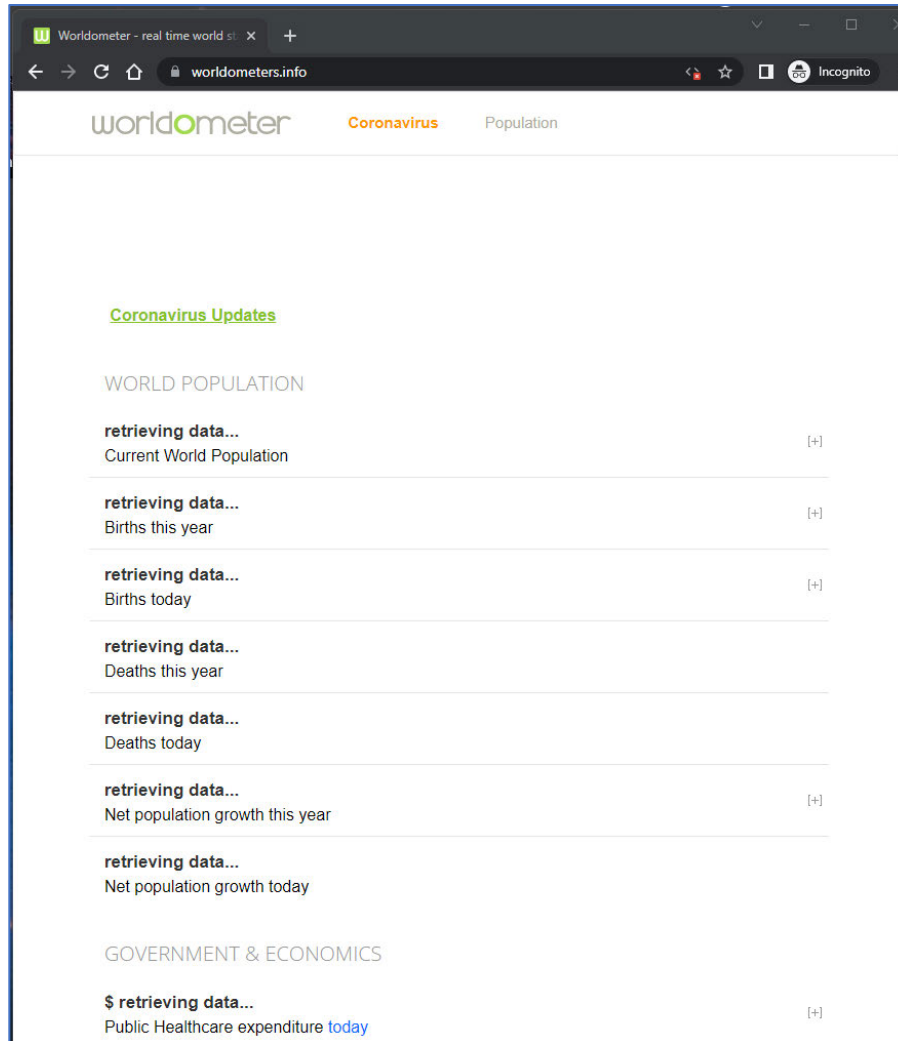 Worldometer - real time world st
worldometers.info
Incognito
worldometer
Coronavirus
Population
Coronavirus Updates
WORLD POPULATION
retrieving data...
[+]
Current World Population
retrieving data...
[+]
Births this year
retrieving data...
[+]
Births today
retrieving data...
Deaths this year
retrieving data...
Deaths today
retrieving data...
[+]
Net population growth this year
retrieving data...
Net population growth today
GOVERNMENT & ECONOMICS
$ retrieving data...
[+]
Public Healthcare expenditure today